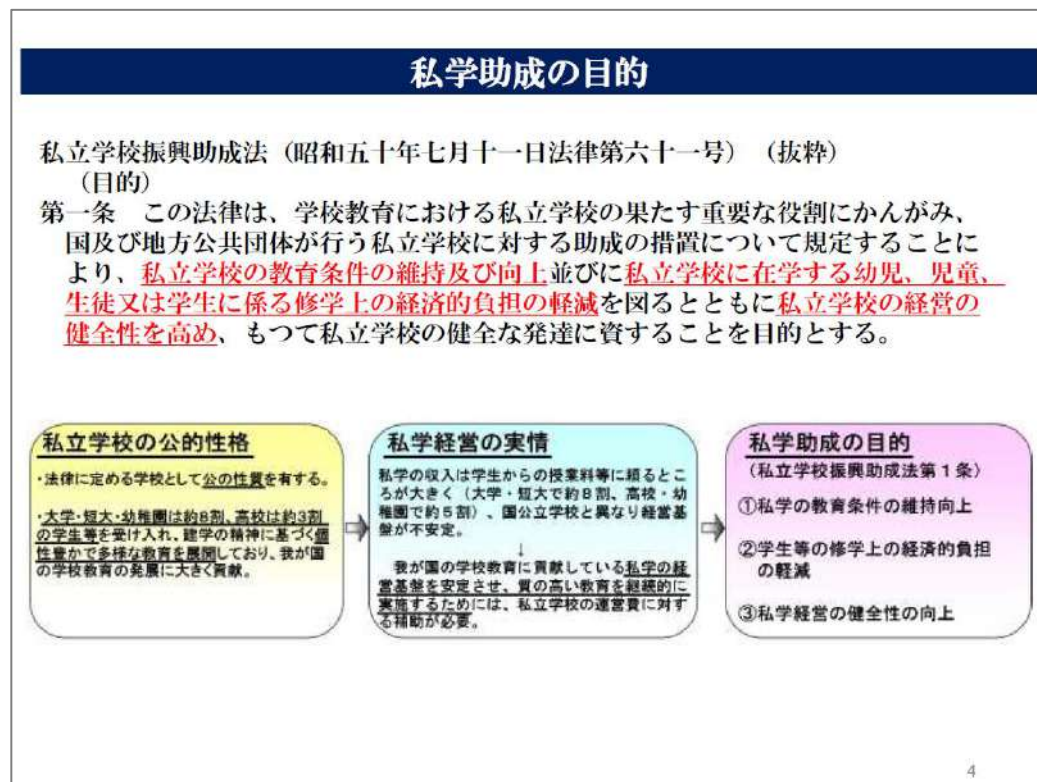 私学助成の目的
私立学校振興助成法（昭和五十年七月十一日法律第六十一号）（抜粋）
（目的）
第一条　この法律は、学校教育における私立学校の果たす重要な役割にかんがみ、
国及び地方公共団体が行う私立学校に対する助成の措置について規定することに
より、私立学校の教育条件の維持及び向上並びに私立学校に在学する幼児、児童、
生徒又は学生に係る修学上の経済的負担の軽減を図るとともに私立学校の経営の
健全性を高め、もつて私立学校の健全な発達に資することを目的とする。
私立学校の公的性格
・法律に定める学校として公の性質を有する。
・大学・短大・幼稚園は約8割、高校は約3割
の学生等を受け入れ、建学の精神に基づく個
性豊かで多様な教育を展開しており、我が国
の学校教育の発展に大きく貢献。
私学経営の実情
私学の収入は学生からの授業料等に頼るとこ
ろが大きく（大学・短大で約８割、高校・幼
稚園で約５割）、国公立学校と異なり経営基
盤が不安定。
↓
我が国の学校教育に貢献している私学の経
営基盤を安定させ、質の高い教育を継続的に
実施するためには、私立学校の運営費に対す
る補助が必要。
私学助成の目的
（私立学校振興助成法第１条）
①私学の教育条件の維持向上
②学生等の修学上の経済的負担
の軽減
③私学経営の健全性の向上
4